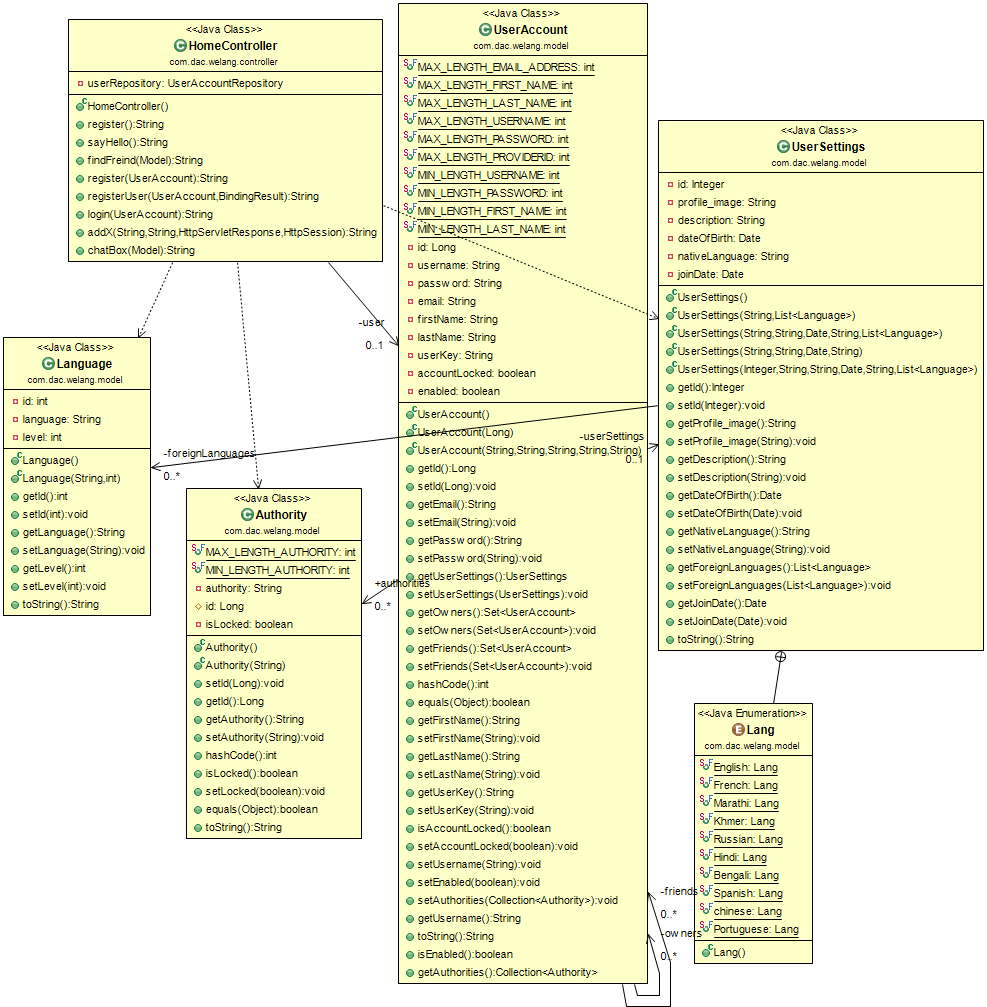 <<Java Class>>
HomeController
com.dac.welang.controller
userRepository: UserAccountRepository
HomeController()
register():String
sayHello():String
findFreind(Model):String
register(UserAccount):String
registerUser(UserAccount,BindingResult):String
login(UserAccount):String
addX(String,String,HttpServletResponse,HttpSession):String
chatBox(Model):String
<<Java Class>>
UserAccount
com.dac.welang.model
MAX_LENGTH_EMAIL_ADDRESS: int
MAX_LENGTH_FIRST_NAME: int
MAX_LENGTH_LAST_NAME: int
MAX_LENGTH_USERNAME: int
MAX_LENGTH_PASSWORD: int
MAX_LENGTH_PROVIDERID: int
MIN_LENGTH_USERNAME: int
MIN_LENGTH_PASSWORD: int
MIN_LENGTH_FIRST_NAME: int
MIN_LENGTH_LAST_NAME: int
id: Long
username: String
password: String
email: String
firstName: String
lastName: String
userKey: String
accountLocked: boolean
enabled: boolean
UserAccount()
UserAccount(Long)
UserAccount(String,String,String,String,String)
getId():Long
setId(Long):void
getEmail():String
setEmail(String):void
getPassword():String
setPassword(String):void
getUserSettings():UserSettings
setUserSettings(UserSettings):void
getOwners():Set<UserAccount>
setOwners(Set<UserAccount>):void
getFriends():Set<UserAccount>
setFriends(Set<UserAccount>):void
hashCode():int
equals(Object):boolean
getFirstName():String
setFirstName(String):void
getLastName():String
setLastName(String):void
getUserKey():String
setUserKey(String):void
isAccountLocked():boolean
setAccountLocked(boolean):void
setUsername(String):void
setEnabled(boolean):void
setAuthorities(Collection<Authority>):void
getUsername():String
toString():String
isEnabled():boolean
getAuthorities():Collection<Authority>
<<Java Class>>
UserSettings
com.dac.welang.model
id: Integer
profile_image: String
description: String
dateOfBirth: Date
nativeLanguage: String
joinDate: Date
UserSettings()
UserSettings(String,List<Language>)
UserSettings(String,String,Date,String,List<Language>)
UserSettings(String,String,Date,String)
UserSettings(Integer,String,String,Date,String,List<Language>)
getId():Integer
setId(Integer):void
getProfile_image():String
setProfile_image(String):void
getDescription():String
setDescription(String):void
getDateOfBirth():Date
setDateOfBirth(Date):void
getNativeLanguage():String
setNativeLanguage(String):void
getForeignLanguages():List<Language>
setForeignLanguages(List<Language>):void
getJoinDate():Date
setJoinDate(Date):void
toString():String
-user
0..1
<<Java Class>>
Language
com.dac.welang.model
id: int
language: String
level: int
Language()
Language(String,int)
getId():int
setId(int):void
getLanguage():String
setLanguage(String):void
getLevel():int
setLevel(int):void
toString():String
-foreignLanguages
0..*
-userSettings
0..1
<<Java Class>>
Authority
com.dac.welang.model
MAX_LENGTH_AUTHORITY: int
MIN_LENGTH_AUTHORITY: int
authority: String
id: Long
isLocked: boolean
Authority()
Authority(String)
setId(Long):void
getId():Long
getAuthority():String
setAuthority(String):void
hashCode():int
isLocked():boolean
setLocked(boolean):void
equals(Object):boolean
toString():String
+authorities
0..*
<<Java Enumeration>>
Lang
com.dac.welang.model
English: Lang
French: Lang
Marathi: Lang
Khmer: Lang
Russian: Lang
Hindi: Lang
Bengali: Lang
Spanish: Lang
chinese: Lang
Portuguese: Lang
Lang()
-friends
0..*
-owners
0..*